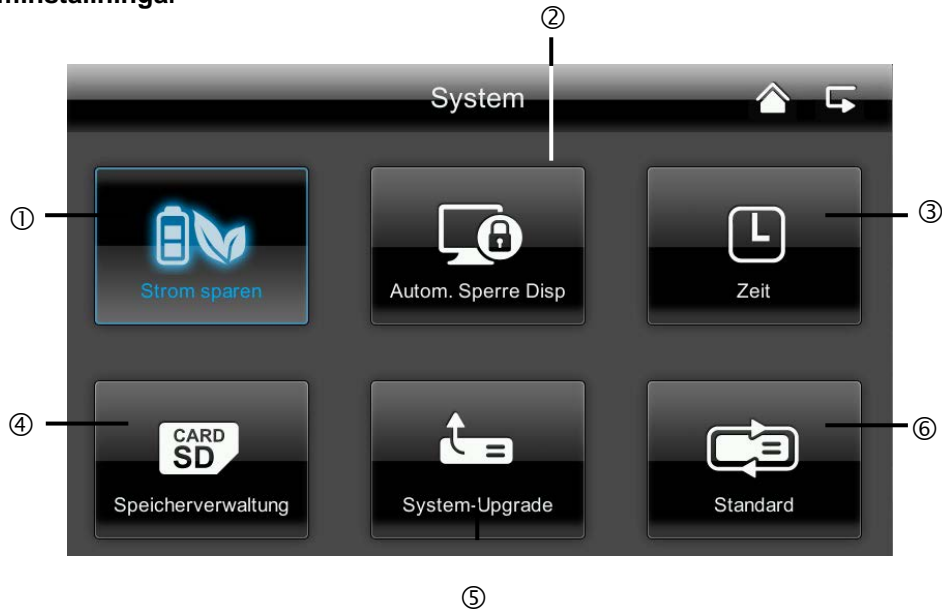 ②
System
① Strom sparen
Autom. Sperre Disp
Zeit ③
④ CARD
SD
Speicherverwaltung
System-Upgrade
Standard ⑥
⑤